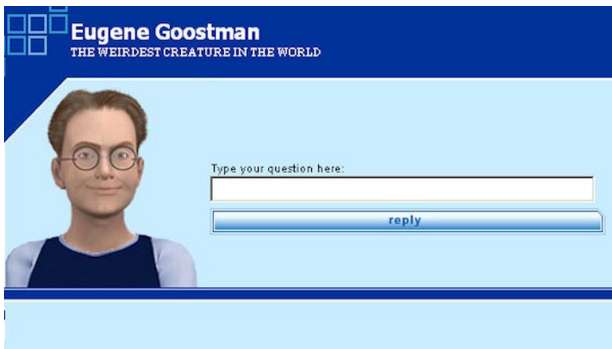 Eugene Goostman
THE WEIRDEST CREATURE IN THE WORLD
Type your question here:
reply